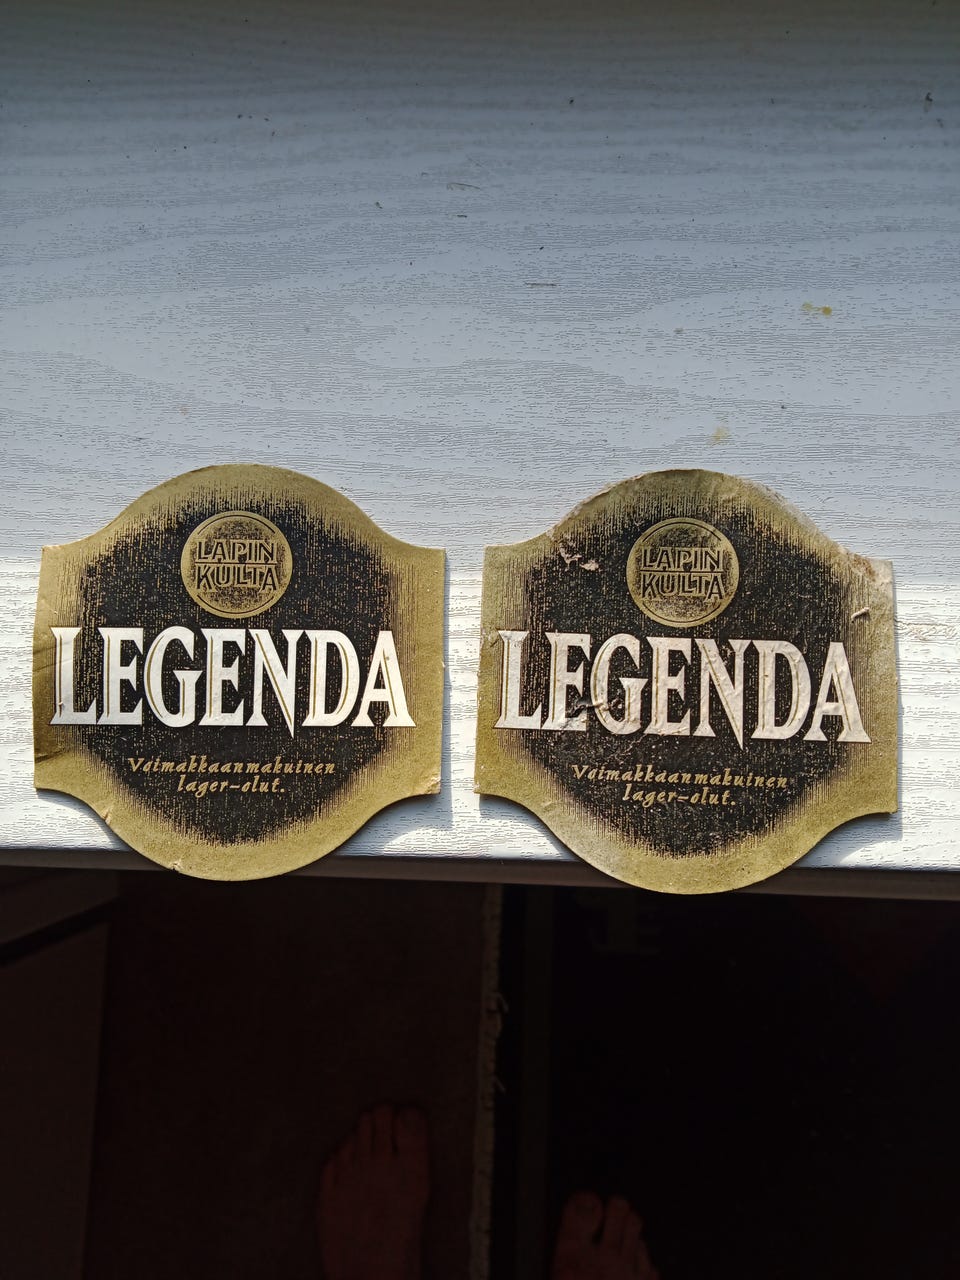 LAPIN
KULTA
LEGENDA
Voimakkaanmakuinen
lager-olut.
LAPIN
KULTA
LEGENDA
Voimakkaanmakuinen
lager-olut.